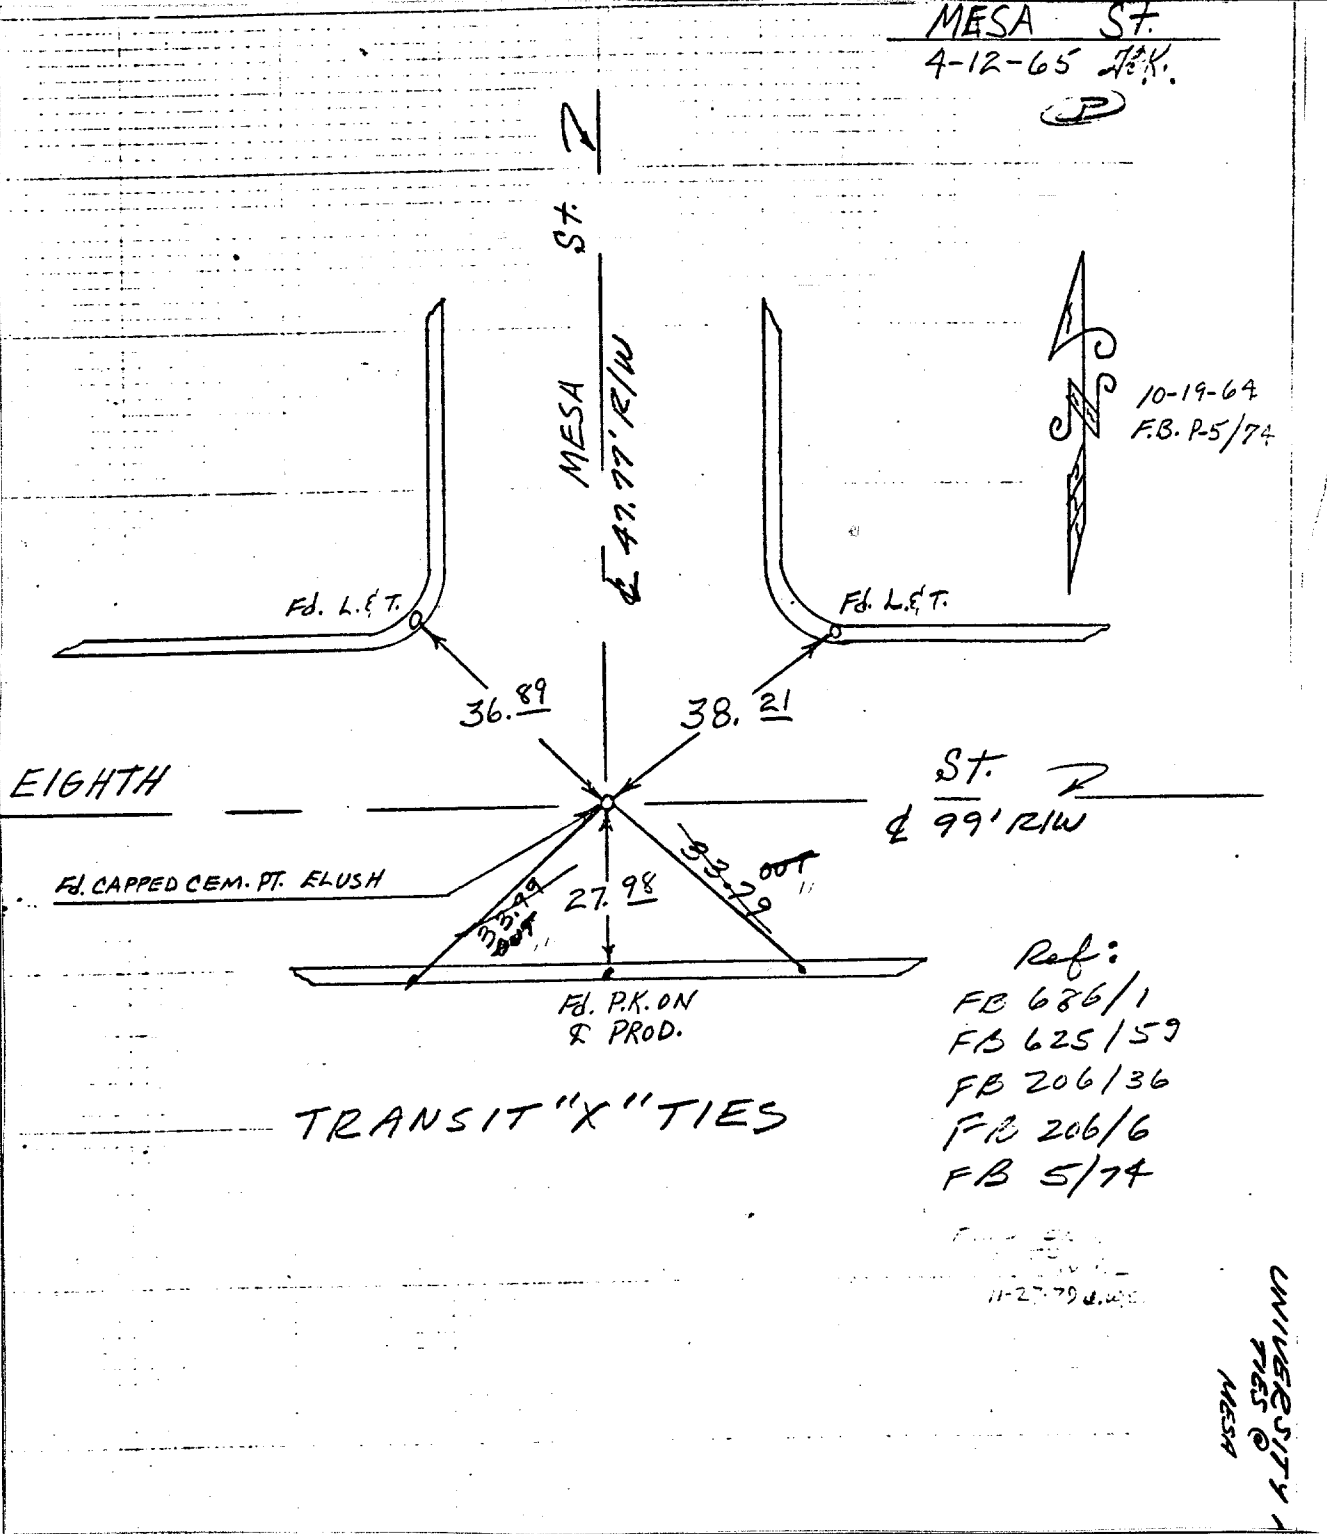 MESA St.
4-12-65
MESA St.
℄ 47.77' R/W
10-19-64
F.B. P-5/74
Fd. L.&T.
Fd. L.&T.
36.89
38.21
EIGHTH
St.
℄ 99' R/W
Fd. CAPPED CEM. PT. FLUSH
33.99
OUT "
27.98
33.79
OUT "
Fd. P.K. ON
℄ PROD.
TRANSIT "X" TIES
Ref:
FB 686/1
FB 625/59
FB 206/36
FB 206/6
FB 5/74
11-27-79
UNIVERSITY
TIES @
MESA